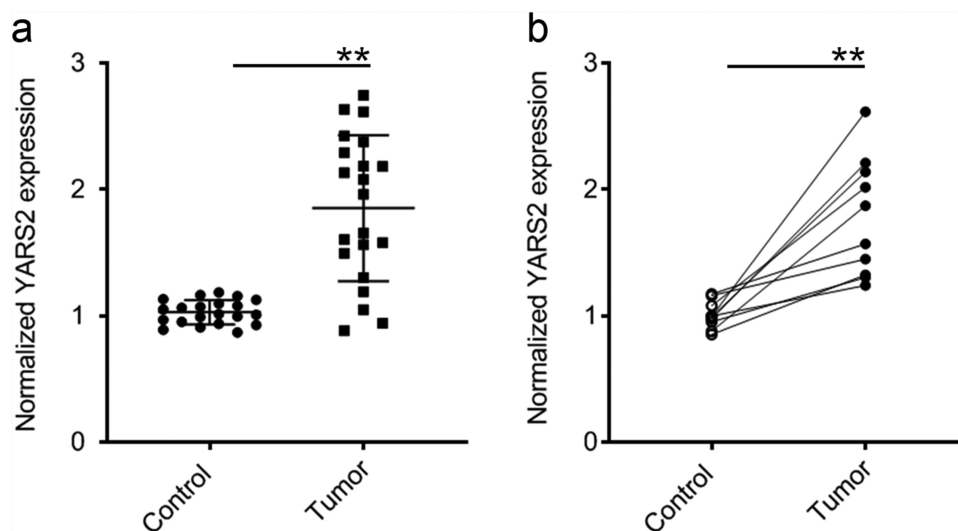 a
Normalized YARS2 expression
3
2
1
0
**
Control
Tumor
b
Normalized YARS2 expression
3
2
1
0
**
Control
Tumor